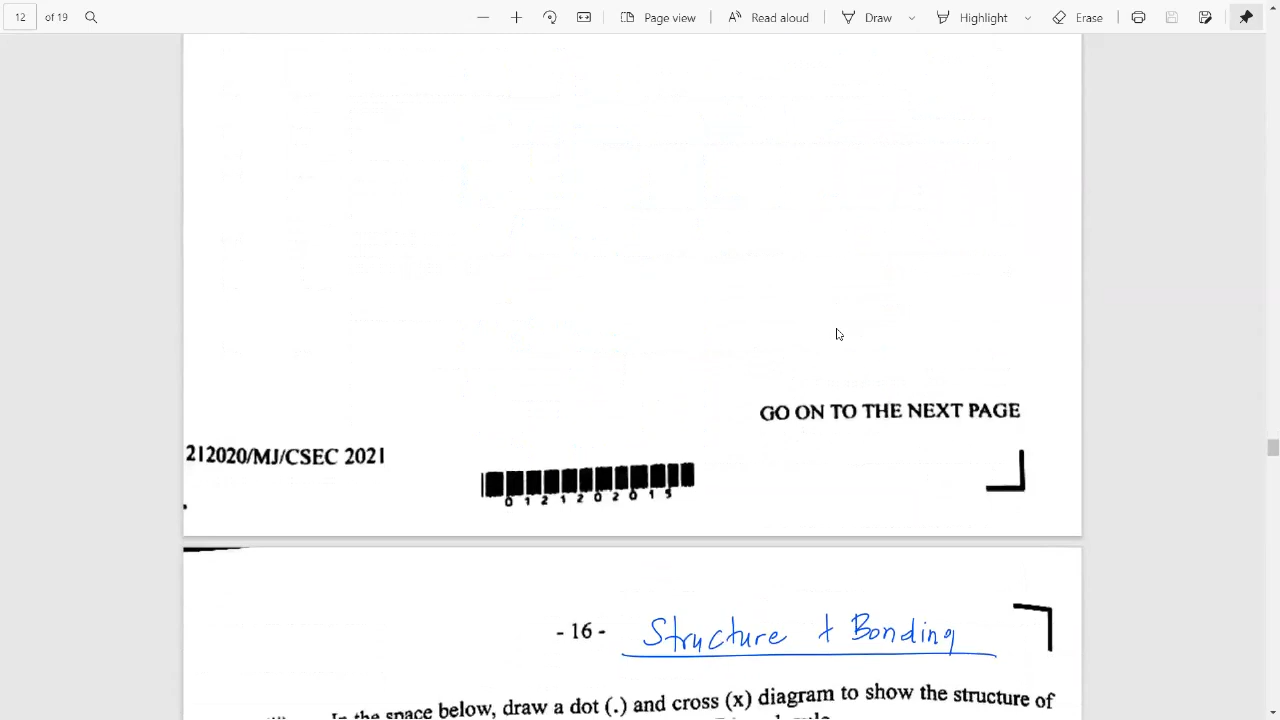 12 of 19 Page view Read aloud Draw Highlight Erase
GO ON TO THE NEXT PAGE
212020/MJ/CSEC 2021
0 1 2 1 2 0 2 0 1 5
- 16 - Structure + Bonding
In the space below, draw a dot (.) and cross (x) diagram to show the structure of